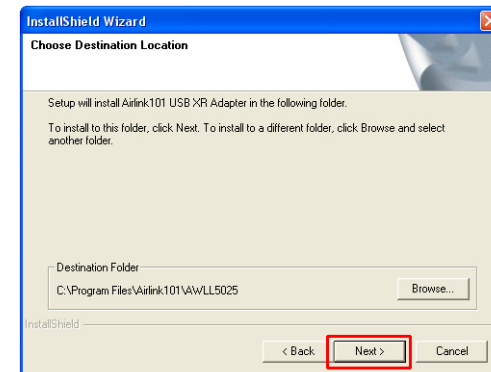 InstallShield Wizard
Choose Destination Location
Setup will install Airlink101 USB XR Adapter in the following folder.
To install to this folder, click Next. To install to a different folder, click Browse and select
another folder.
Destination Folder
C:\Program Files\Airlink101\AWLL5025
Browse...
InstallShield
< Back
Next >
Cancel